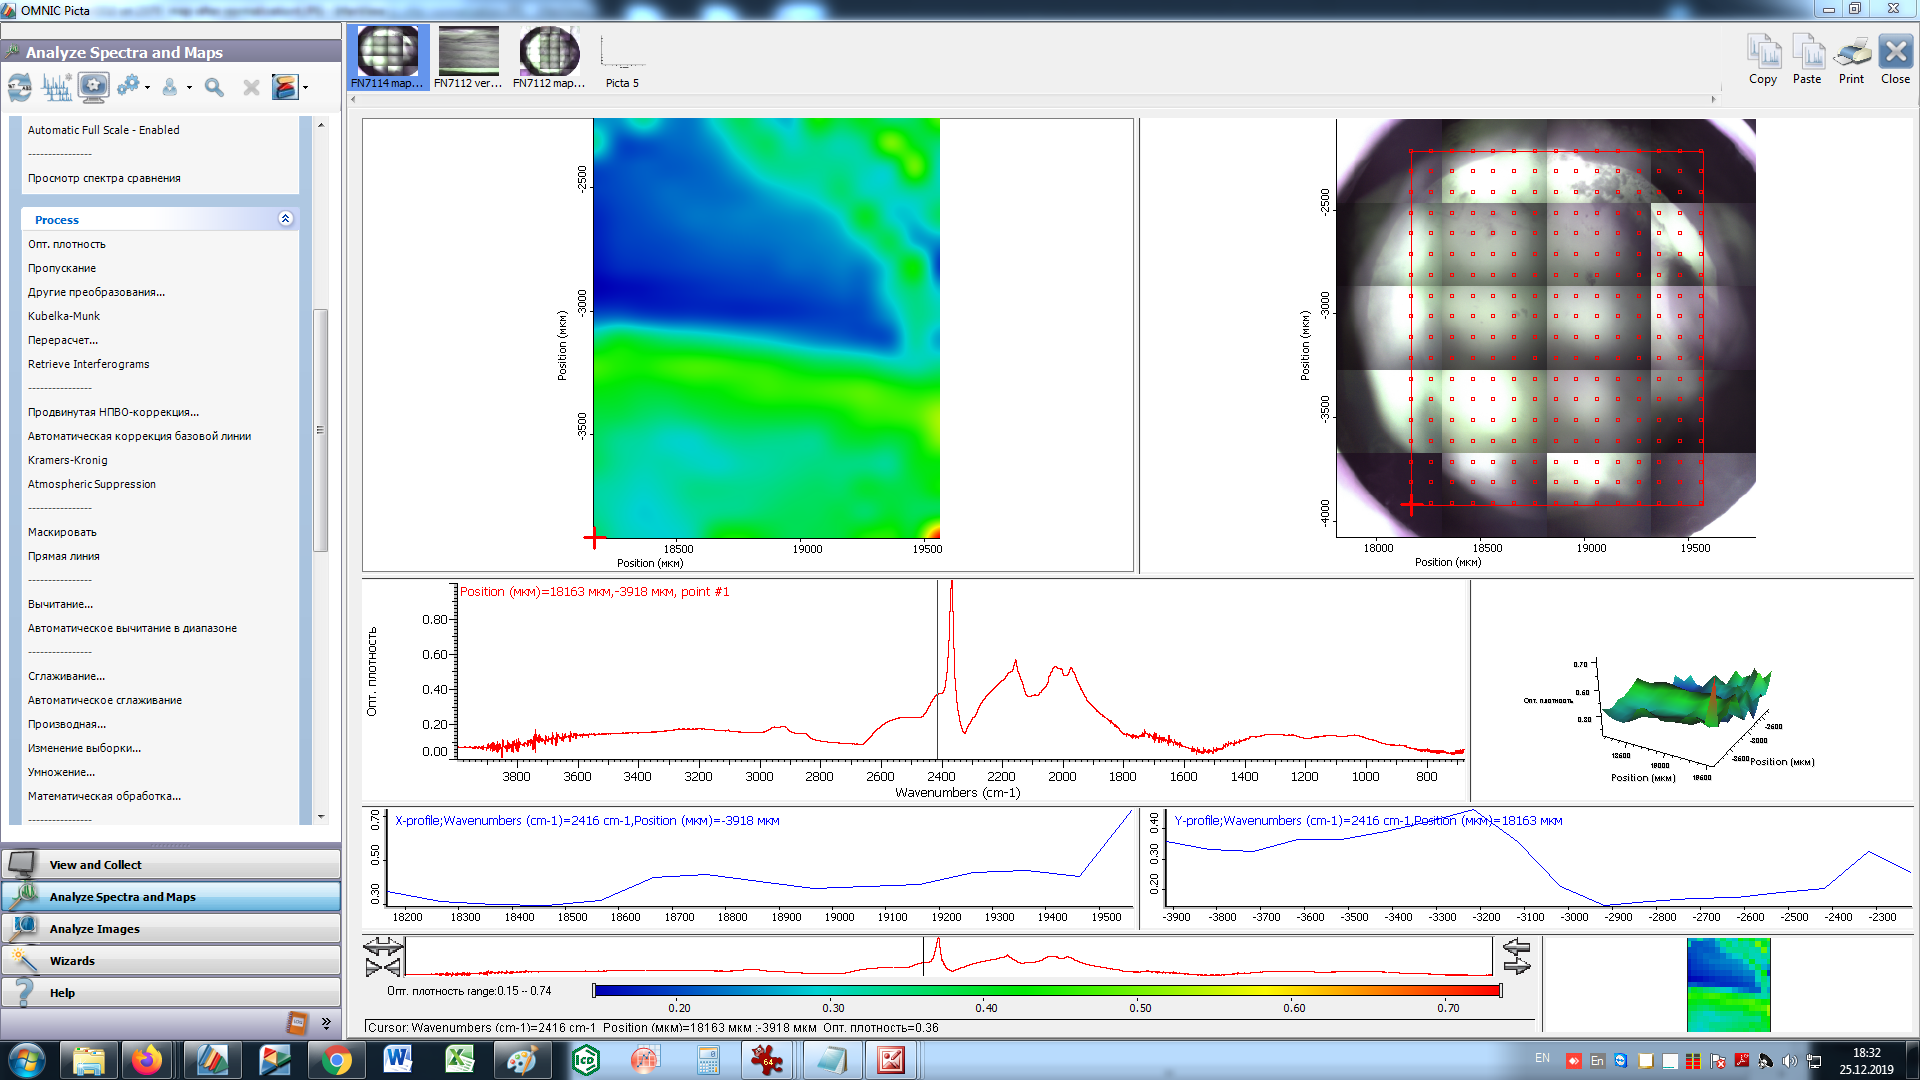 OMNIC Picta
Analyze Spectra and Maps
Automatic Full Scale - Enabled
----------------
Просмотр спектра сравнения
Process
Опт. плотность
Пропускание
Другие преобразования...
Kubelka-Munk
Перерасчет...
Retrieve Interferograms
----------------
Продвинутая НПВО-коррекция...
Автоматическая коррекция базовой линии
Kramers-Kronig
Atmospheric Suppression
----------------
Маскировать
Прямая линия
----------------
Вычитание...
Автоматическое вычитание в диапазоне
----------------
Сглаживание...
Автоматическое сглаживание
Производная...
Изменение выборки...
Умножение...
Математическая обработка...
----------------
View and Collect
Analyze Spectra and Maps
Analyze Images
Wizards
Help
FN7114 map... FN7112 ver... FN7112 map... Picta 5
Copy Paste Print Close
-2500
-3000
-3500
Position (мкм)
18500 19000 19500
Position (мкм)
-2500
-3000
-3500
-4000
Position (мкм)
18000 18500 19000 19500
Position (мкм)
Position (мкм)=18163 мкм,-3918 мкм, point #1
Опт. плотность
0.80
0.60
0.40
0.20
0.00
3800 3600 3400 3200 3000 2800 2600 2400 2200 2000 1800 1600 1400 1200 1000 800
Wavenumbers (cm-1)
0.70
0.60
Опт. плотность
Position (мкм)
Position (мкм)
X-profile;Wavenumbers (cm-1)=2416 cm-1,Position (мкм)=-3918 мкм
0.70
0.50
0.30
18200 18300 18400 18500 18600 18700 18800 18900 19000 19100 19200 19300 19400 19500
Y-profile;Wavenumbers (cm-1)=2416 cm-1,Position (мкм)=18163 мкм
0.40
0.30
0.20
-3900 -3800 -3700 -3600 -3500 -3400 -3300 -3200 -3100 -3000 -2900 -2800 -2700 -2600 -2500 -2400 -2300
Опт. плотность range:0.15 -- 0.74
0.20 0.30 0.40 0.50 0.60 0.70
Cursor: Wavenumbers (cm-1)=2416 cm-1 Position (мкм)=18163 мкм :-3918 мкм Опт. плотность=0.36
EN
En
18:32
25.12.2019